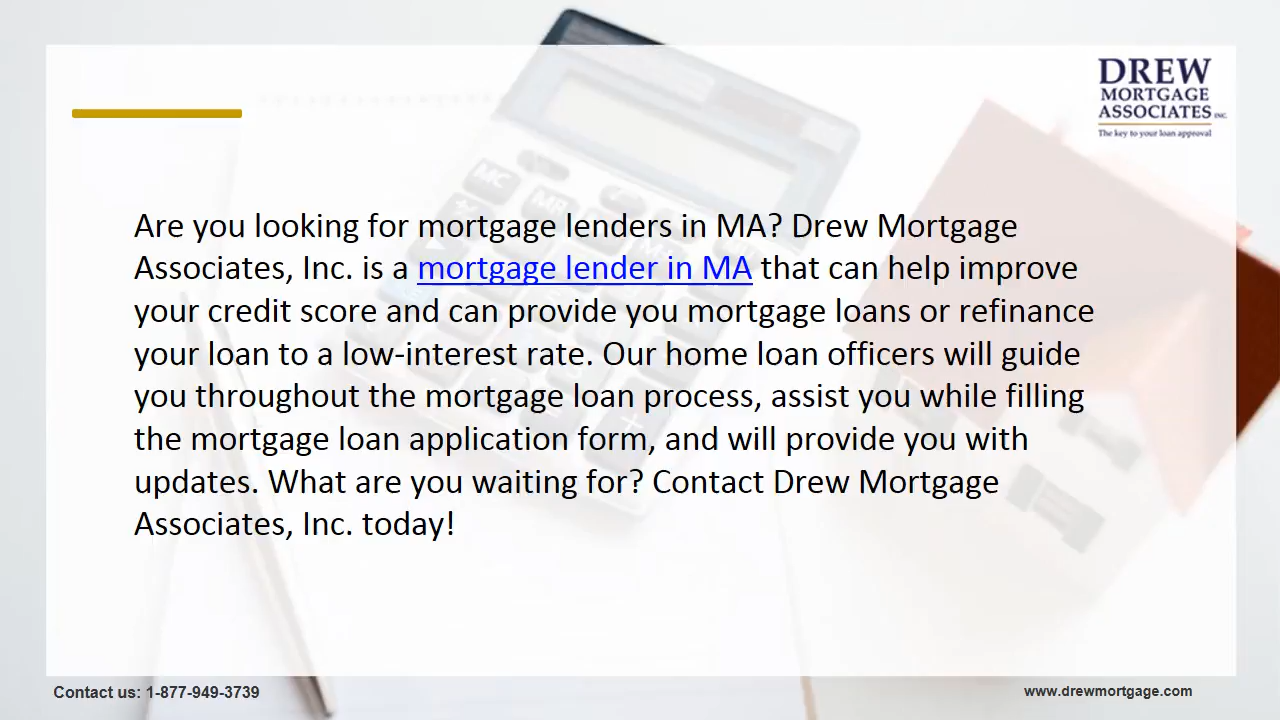 DREW
MORTGAGE
ASSOCIATES INC.
The key to your loan approval
Are you looking for mortgage lenders in MA? Drew Mortgage
Associates, Inc. is a mortgage lender in MA that can help improve
your credit score and can provide you mortgage loans or refinance
your loan to a low-interest rate. Our home loan officers will guide
you throughout the mortgage loan process, assist you while filling
the mortgage loan application form, and will provide you with
updates. What are you waiting for? Contact Drew Mortgage
Associates, Inc. today!
Contact us: 1-877-949-3739
www.drewmortgage.com